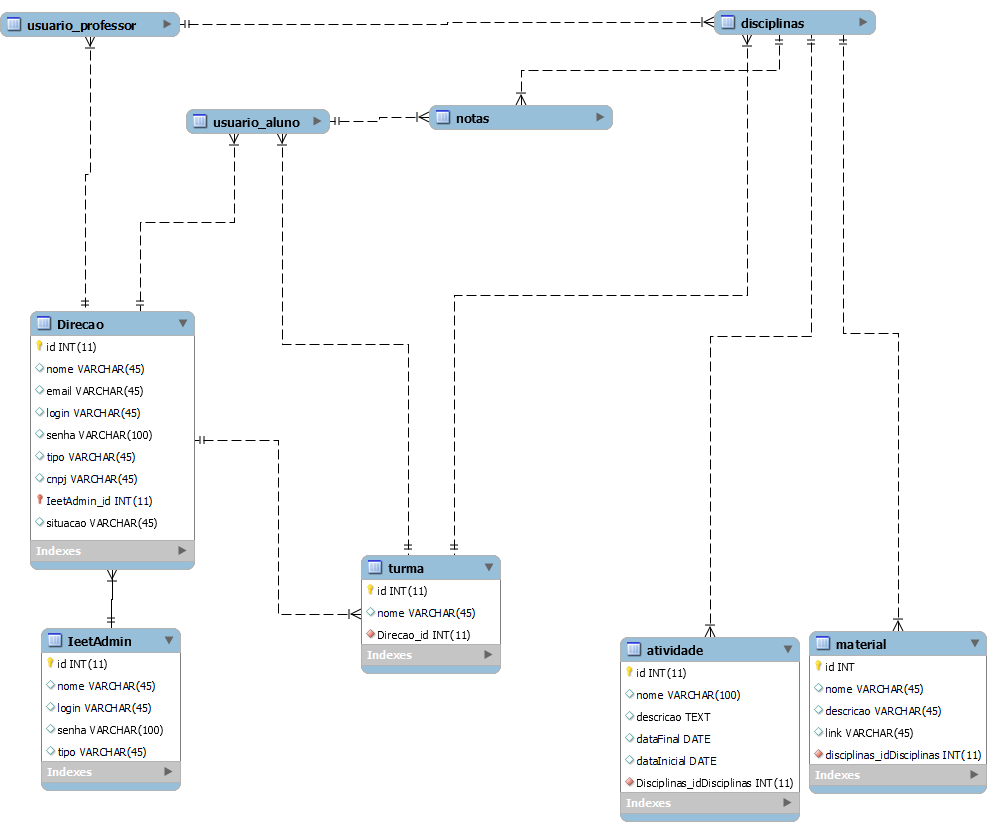 usuario_professor
disciplinas
usuario_aluno
notas
Direcao
id INT(11)
nome VARCHAR(45)
email VARCHAR(45)
login VARCHAR(45)
senha VARCHAR(100)
tipo VARCHAR(45)
cnpj VARCHAR(45)
IeetAdmin_id INT(11)
situacao VARCHAR(45)
Indexes
IeetAdmin
id INT(11)
nome VARCHAR(45)
login VARCHAR(45)
senha VARCHAR(100)
tipo VARCHAR(45)
Indexes
turma
id INT(11)
nome VARCHAR(45)
Direcao_id INT(11)
Indexes
atividade
id INT(11)
nome VARCHAR(100)
descricao TEXT
dataFinal DATE
dataInicial DATE
Disciplinas_idDisciplinas INT(11)
Indexes
material
id INT
nome VARCHAR(45)
descricao VARCHAR(45)
link VARCHAR(45)
disciplinas_idDisciplinas INT(11)
Indexes